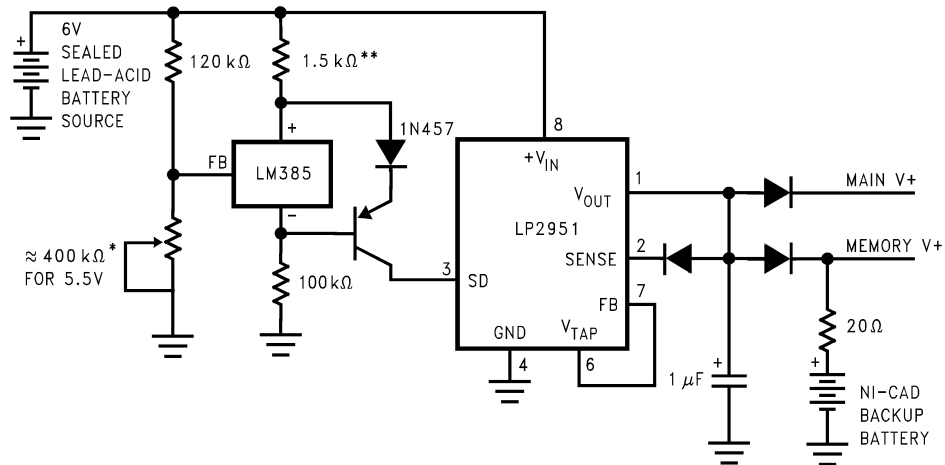 6V
SEALED
LEAD-ACID
BATTERY
SOURCE
+
120 kΩ
1.5 kΩ**
FB
+
LM385
−
1N457
≈ 400 kΩ*
FOR 5.5V
100kΩ
8
+VIN
1
VOUT
LP2951
2
SENSE
3
SD
7
FB
GND
VTAP
4
6
MAIN V+
MEMORY V+
+
1 μF
20Ω
+
NI-CAD
BACKUP
BATTERY